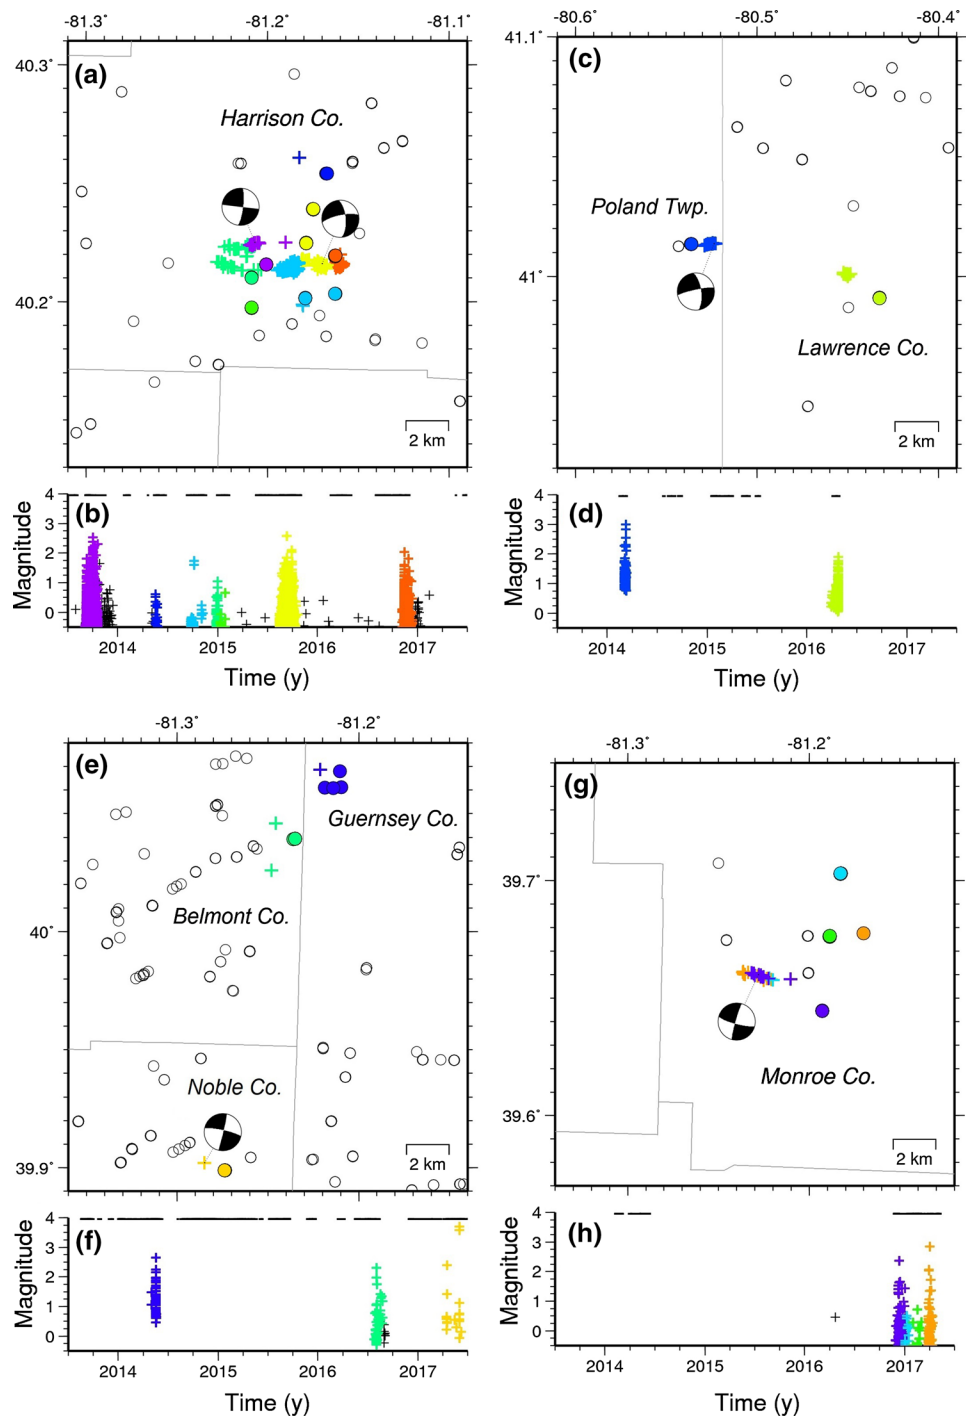 -81.3° -81.2° -81.1°
40.3°
(a)
Harrison Co.
40.2°
2 km
-80.6° -80.5° -80.4°
41.1°
(c)
Poland Twp.
41°
Lawrence Co.
2 km
4
3
2
1
0
Magnitude
(b)
2014 2015 2016 2017
Time (y)
4
3
2
1
0
Magnitude
(d)
2014 2015 2016 2017
Time (y)
-81.3° -81.2°
(e)
Guernsey Co.
Belmont Co.
40°
Noble Co.
39.9°
2 km
-81.3° -81.2°
(g)
39.7°
Monroe Co.
39.6°
2 km
4
3
2
1
0
Magnitude
(f)
2014 2015 2016 2017
Time (y)
4
3
2
1
0
Magnitude
(h)
2014 2015 2016 2017
Time (y)